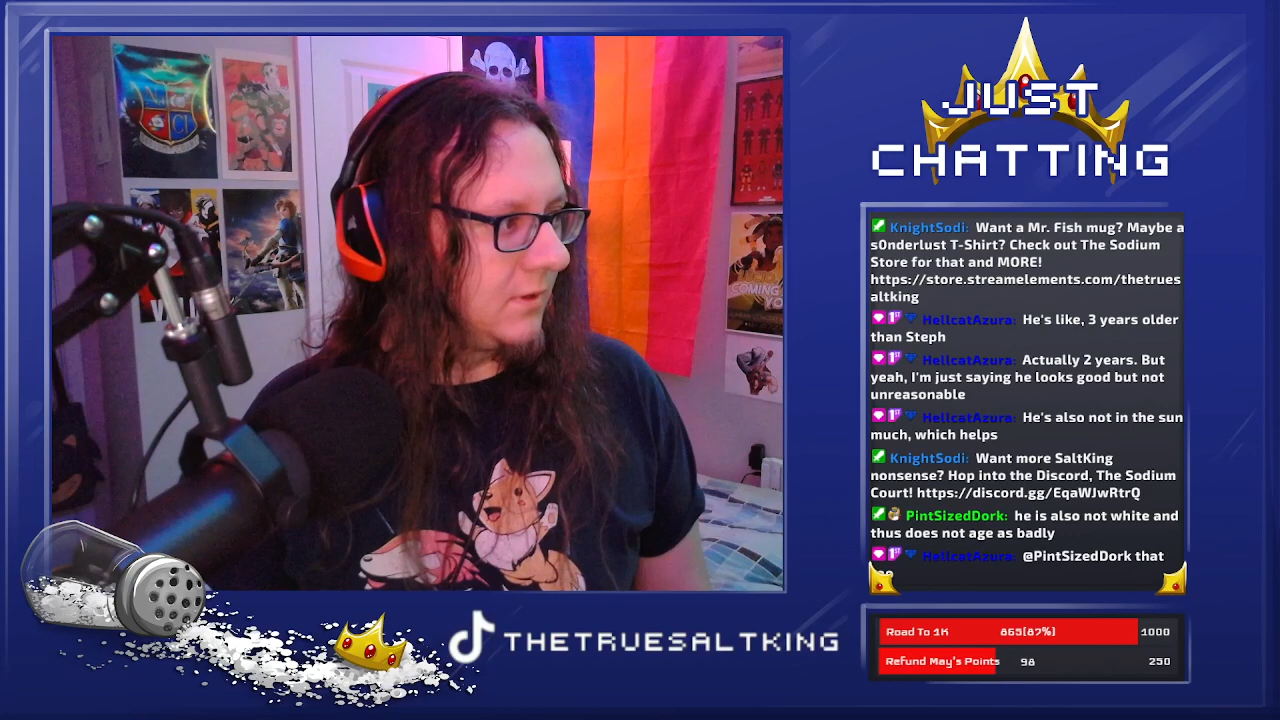 JUST
CHATTING
KnightSodi: Want a Mr. Fish mug? Maybe a
s0nderlust T-Shirt? Check out The Sodium
Store for that and MORE!
https://store.streamelements.com/thetrues
altking
HellcatAzura: He's like, 3 years older
than Steph
HellcatAzura: Actually 2 years. But
yeah, I'm just saying he looks good but not
unreasonable
HellcatAzura: He's also not in the sun
much, which helps
KnightSodi: Want more SaltKing
nonsense? Hop into the Discord, The Sodium
Court! https://discord.gg/EqaWJwRtrQ
PintSizedDork: he is also not white and
thus does not age as badly
HellcatAzura: @PintSizedDork that
COMING
YO
THETRUESALTKING
Road To 1K 865(87%) 1000
Refund May's Points 98 250